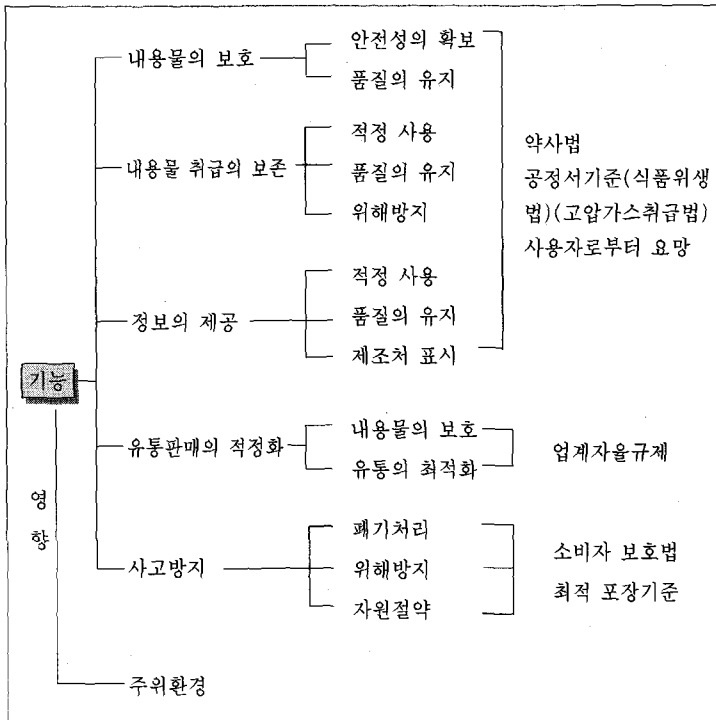 내용물의 보호
안전성의 확보
품질의 유지
내용물 취급의 보존
적정 사용
품질의 유지
위해방지
약사법
공정서기준(식품위생
법)(고압가스취급법)
사용자로부터 요망
정보의 제공
적정 사용
품질의 유지
제조처 표시
기능
유통판매의 적정화
내용물의 보호
유통의 최적화
업계자율규제
영
향
사고방지
폐기처리
위해방지
자원절약
소비자 보호법
최적 포장기준
주위환경